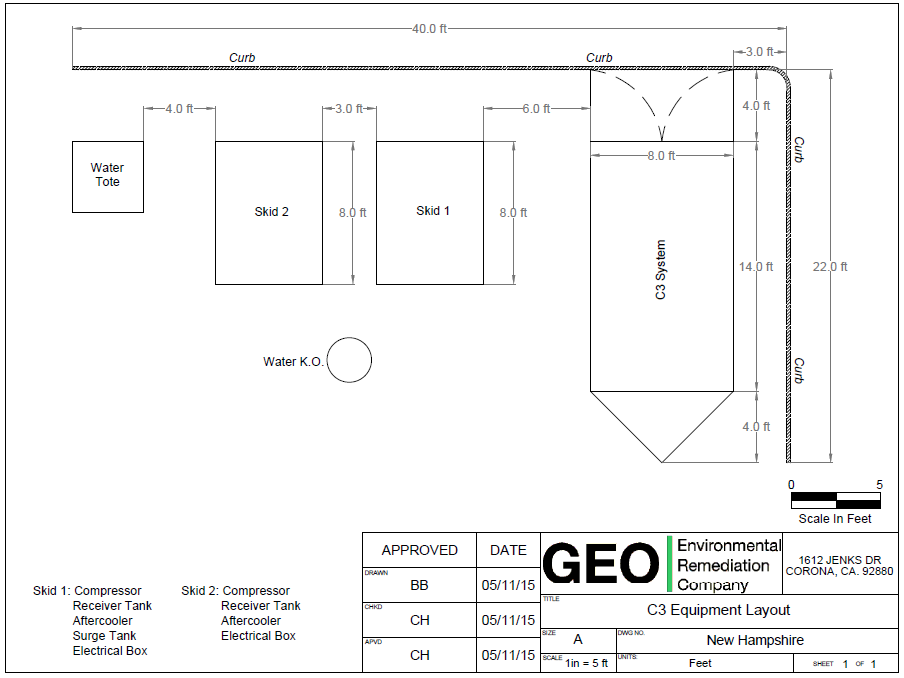 40.0 ft
Curb
Curb
3.0 ft
4.0 ft
3.0 ft
6.0 ft
4.0 ft
Curb
Water
Tote
Skid 2
8.0 ft
Skid 1
8.0 ft
8.0 ft
C3 System
14.0 ft
22.0 ft
Water K.O.
Curb
4.0 ft
0 5
Scale In Feet
Skid 1: Compressor
Receiver Tank
Aftercooler
Surge Tank
Electrical Box
Skid 2: Compressor
Receiver Tank
Aftercooler
Electrical Box
APPROVED DATE
DRAWN
BB 05/11/15
CHKD
CH 05/11/15
APVD
CH 05/11/15
GEO
Environmental
Remediation
Company
1612 JENKS DR
CORONA, CA. 92880
TITLE
C3 Equipment Layout
SIZE
A
DWG NO.
New Hampshire
SCALE 1in = 5 ft
UNITS:
Feet
SHEET 1 OF 1